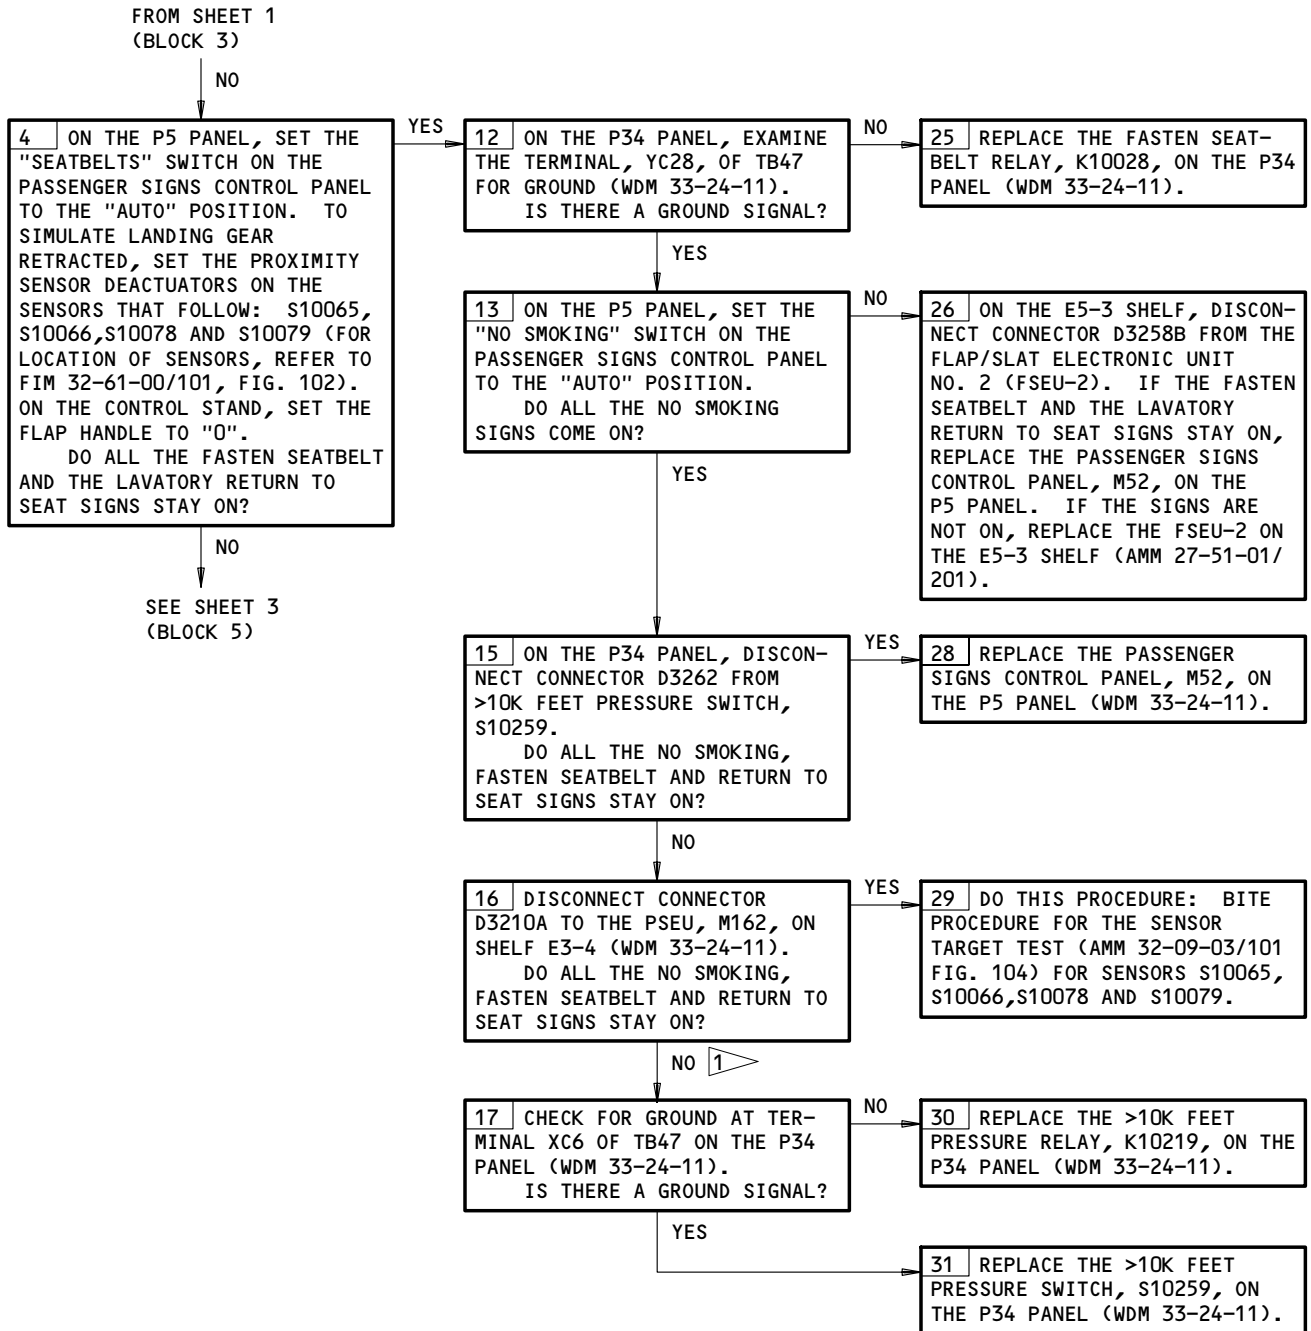 FROM SHEET 1
(BLOCK 3)
NO
4 ON THE P5 PANEL, SET THE
"SEATBELTS" SWITCH ON THE
PASSENGER SIGNS CONTROL PANEL
TO THE "AUTO" POSITION. TO
SIMULATE LANDING GEAR
RETRACTED, SET THE PROXIMITY
SENSOR DEACTUATORS ON THE
SENSORS THAT FOLLOW: S10065,
S10066,S10078 AND S10079 (FOR
LOCATION OF SENSORS, REFER TO
FIM 32-61-00/101, FIG. 102).
ON THE CONTROL STAND, SET THE
FLAP HANDLE TO "0".
DO ALL THE FASTEN SEATBELT
AND THE LAVATORY RETURN TO
SEAT SIGNS STAY ON?
NO
SEE SHEET 3
(BLOCK 5)
YES
12 ON THE P34 PANEL, EXAMINE
THE TERMINAL, YC28, OF TB47
FOR GROUND (WDM 33-24-11).
IS THERE A GROUND SIGNAL?
NO
25 REPLACE THE FASTEN SEAT-
BELT RELAY, K10028, ON THE P34
PANEL (WDM 33-24-11).
YES
13 ON THE P5 PANEL, SET THE
"NO SMOKING" SWITCH ON THE
PASSENGER SIGNS CONTROL PANEL
TO THE "AUTO" POSITION.
DO ALL THE NO SMOKING
SIGNS COME ON?
NO
26 ON THE E5-3 SHELF, DISCON-
NECT CONNECTOR D3258B FROM THE
FLAP/SLAT ELECTRONIC UNIT
NO. 2 (FSEU-2). IF THE FASTEN
SEATBELT AND THE LAVATORY
RETURN TO SEAT SIGNS STAY ON,
REPLACE THE PASSENGER SIGNS
CONTROL PANEL, M52, ON THE
P5 PANEL. IF THE SIGNS ARE
NOT ON, REPLACE THE FSEU-2 ON
THE E5-3 SHELF (AMM 27-51-01/
201).
YES
15 ON THE P34 PANEL, DISCON-
NECT CONNECTOR D3262 FROM
>10K FEET PRESSURE SWITCH,
S10259.
DO ALL THE NO SMOKING,
FASTEN SEATBELT AND RETURN TO
SEAT SIGNS STAY ON?
YES
28 REPLACE THE PASSENGER
SIGNS CONTROL PANEL, M52, ON
THE P5 PANEL (WDM 33-24-11).
NO
16 DISCONNECT CONNECTOR
D3210A TO THE PSEU, M162, ON
SHELF E3-4 (WDM 33-24-11).
DO ALL THE NO SMOKING,
FASTEN SEATBELT AND RETURN TO
SEAT SIGNS STAY ON?
YES
29 DO THIS PROCEDURE: BITE
PROCEDURE FOR THE SENSOR
TARGET TEST (AMM 32-09-03/101
FIG. 104) FOR SENSORS S10065,
S10066,S10078 AND S10079.
NO 1
17 CHECK FOR GROUND AT TER-
MINAL XC6 OF TB47 ON THE P34
PANEL (WDM 33-24-11).
IS THERE A GROUND SIGNAL?
NO
30 REPLACE THE >10K FEET
PRESSURE RELAY, K10219, ON THE
P34 PANEL (WDM 33-24-11).
YES
31 REPLACE THE >10K FEET
PRESSURE SWITCH, S10259, ON
THE P34 PANEL (WDM 33-24-11).